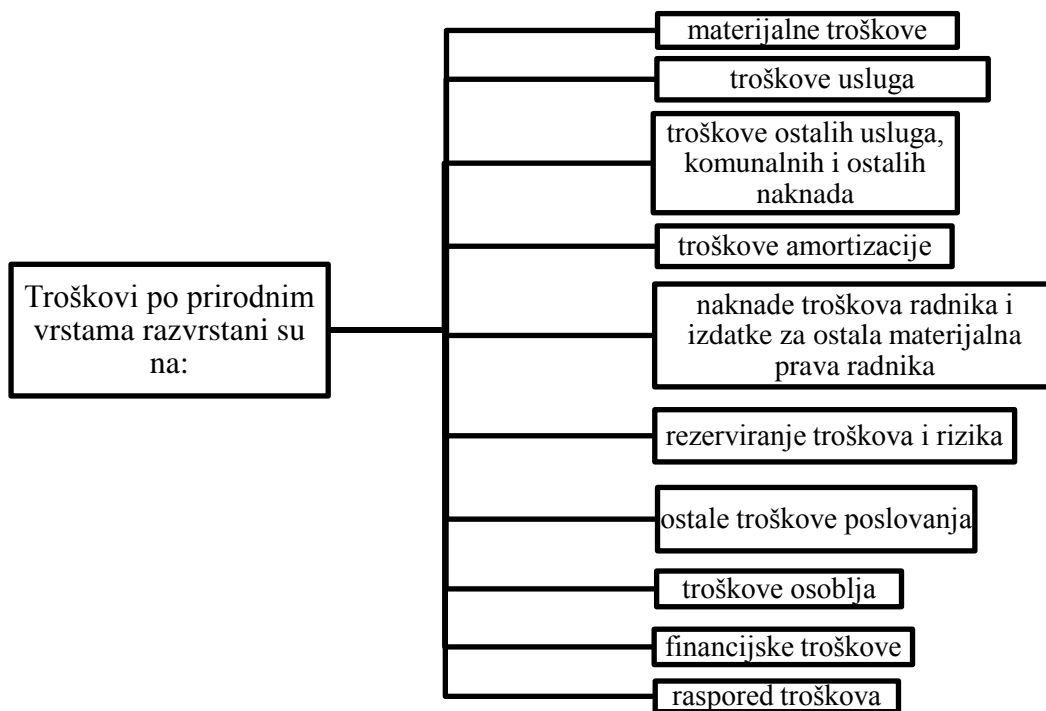 Troškovi po prirodnim
vrstama razvrstani su
na:
materijalne troškove
troškove usluga
troškove ostalih usluga,
komunalnih i ostalih
naknada
troškove amortizacije
naknade troškova radnika i
izdatke za ostala materijalna
prava radnika
rezerviranje troškova i rizika
ostale troškove poslovanja
troškove osoblja
financijske troškove
raspored troškova